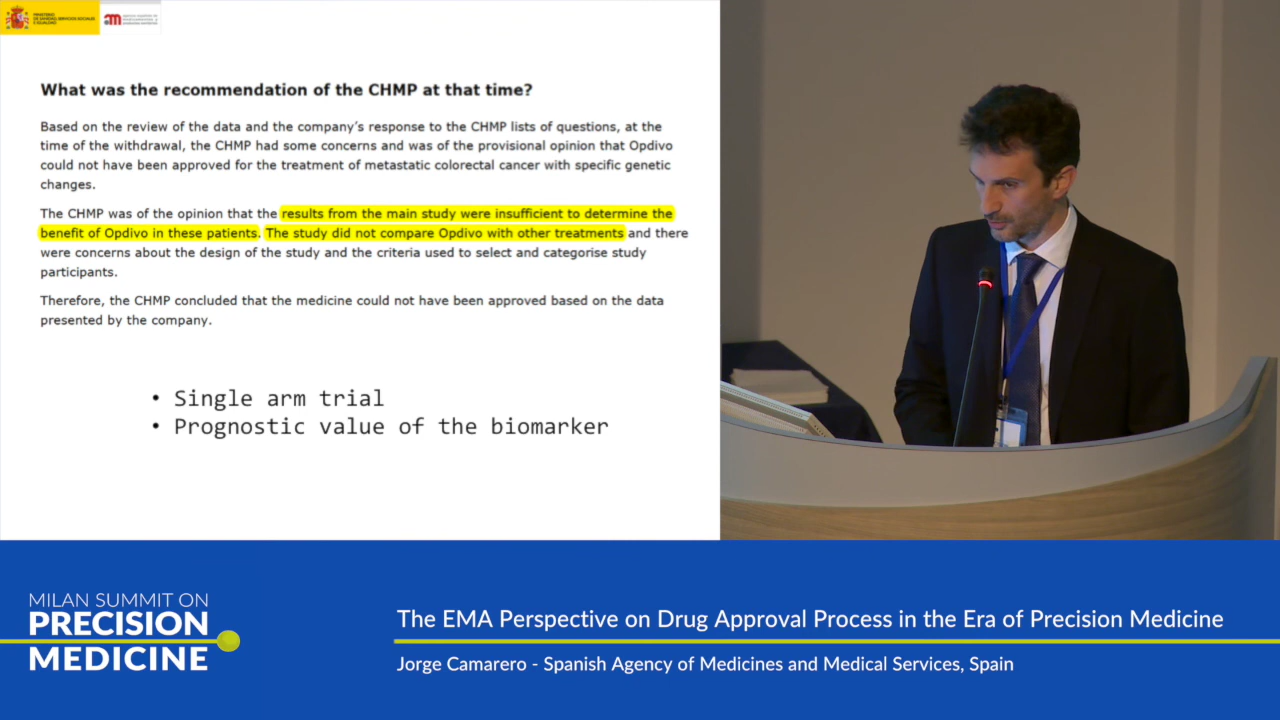 MINISTERIO
DE SANIDAD, SERVICIOS SOCIALES
E IGUALDAD
What was the recommendation of the CHMP at that time?
Based on the review of the data and the company's response to the CHMP lists of questions, at the
time of the withdrawal, the CHMP had some concerns and was of the provisional opinion that Opdivo
could not have been approved for the treatment of metastatic colorectal cancer with specific genetic
changes.
The CHMP was of the opinion that the results from the main study were insufficient to determine the
benefit of Opdivo in these patients. The study did not compare Opdivo with other treatments and there
were concerns about the design of the study and the criteria used to select and categorise study
participants.
Therefore, the CHMP concluded that the medicine could not have been approved based on the data
presented by the company.
• Single arm trial
• Prognostic value of the biomarker
MILAN SUMMIT ON
PRECISION
MEDICINE
The EMA Perspective on Drug Approval Process in the Era of Precision Medicine
Jorge Camarero - Spanish Agency of Medicines and Medical Services, Spain